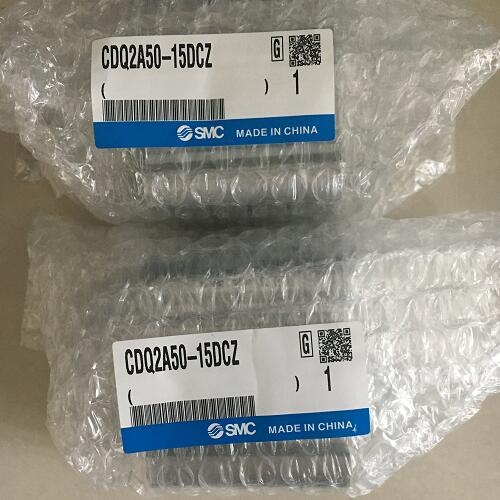 CDQ2A50-15DCZ G
( ) 1
SMC MADE IN CHINA
CDQ2A50-15DCZ G
( ) 1
SMC MADE IN CHINA